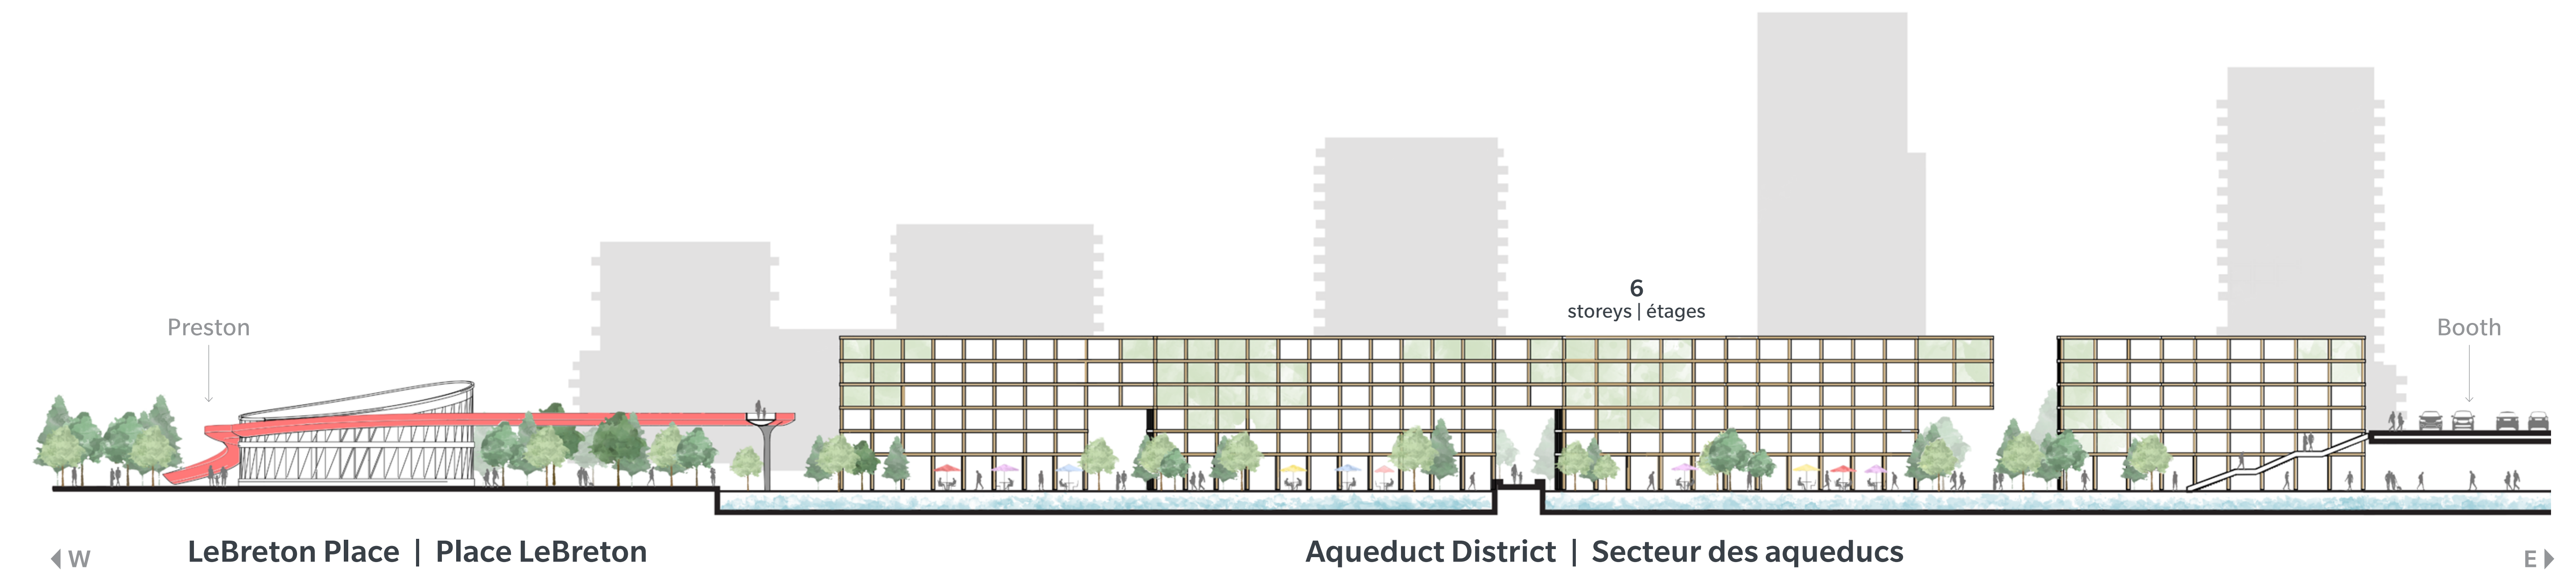 6
storeys | étages
Preston
Booth
W
LeBreton Place | Place LeBreton
Aqueduct District | Secteur des aqueducs
E